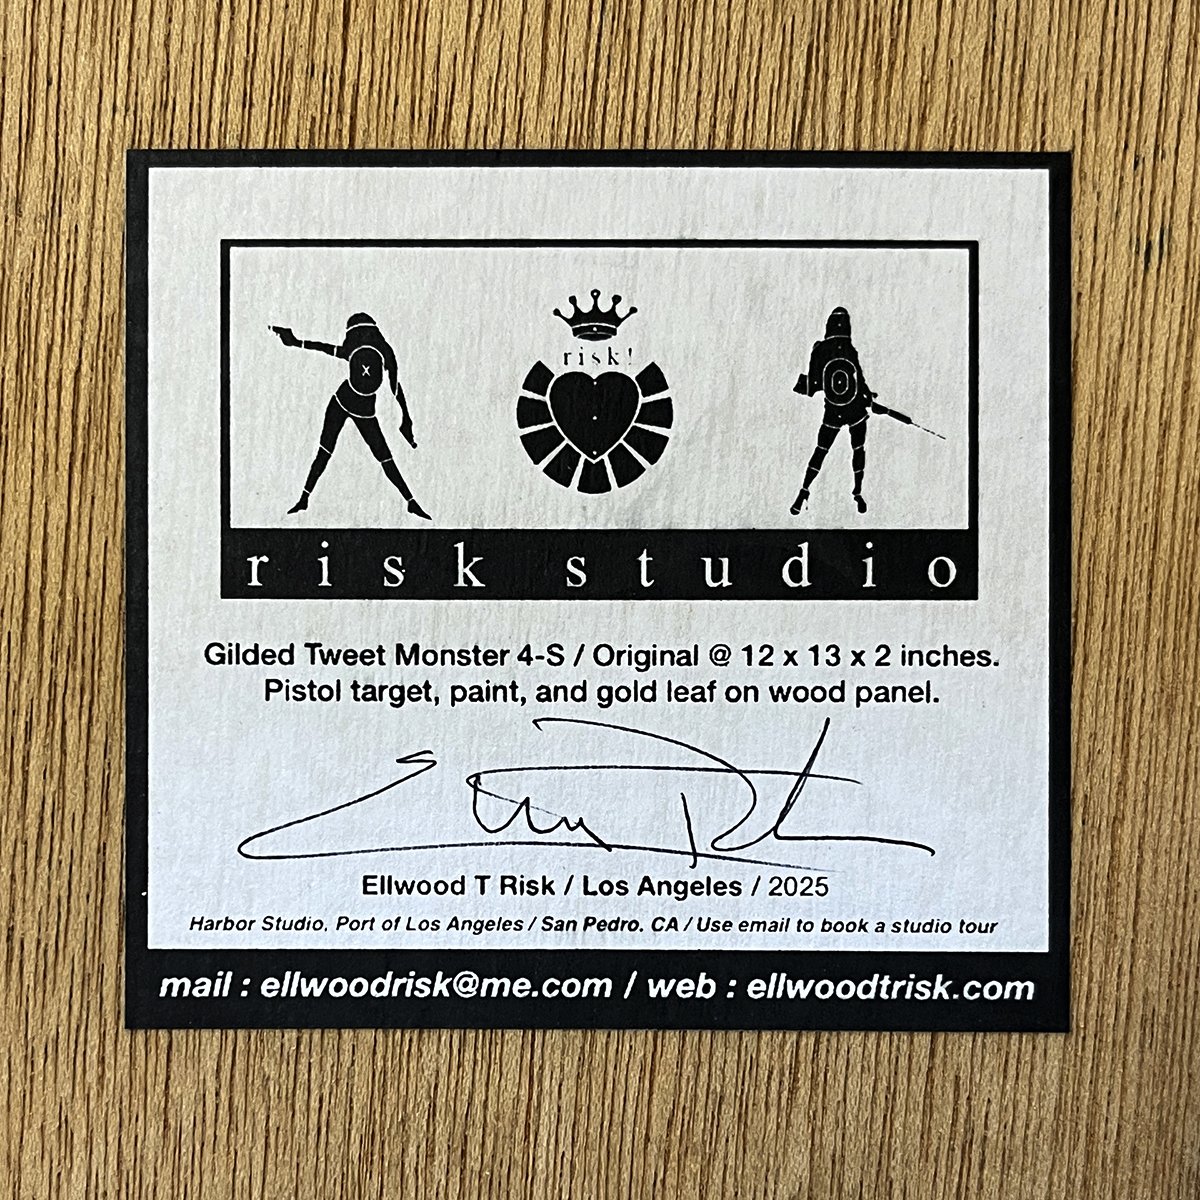 risk!
x
risk studio
Gilded Tweet Monster 4-S / Original @ 12 x 13 x 2 inches.
Pistol target, paint, and gold leaf on wood panel.
Ellwood T Risk / Los Angeles / 2025
Harbor Studio, Port of Los Angeles / San Pedro. CA / Use email to book a studio tour
mail : ellwoodrisk@me.com / web : ellwoodtrisk.com